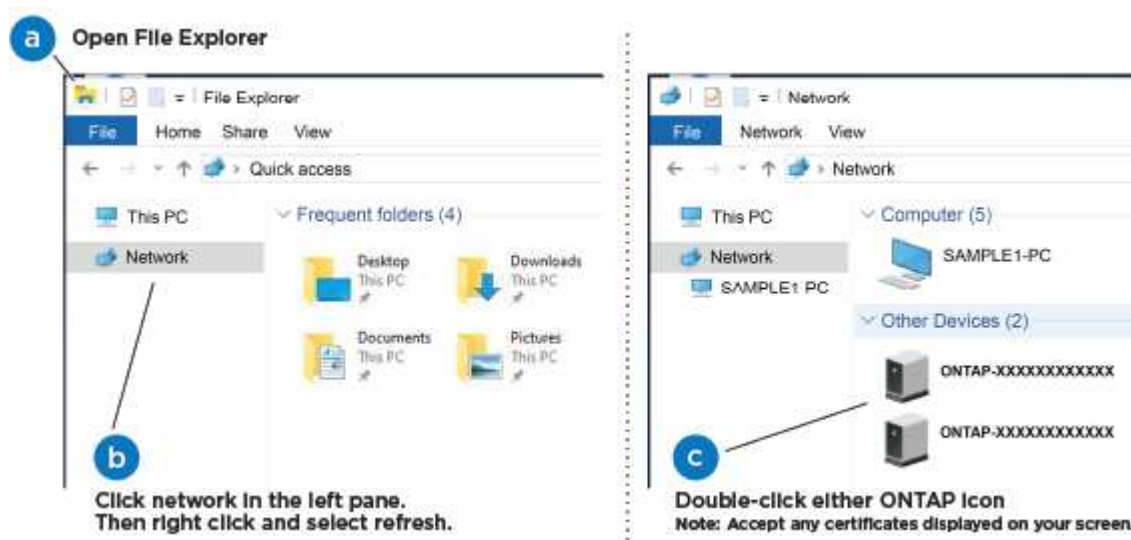 a Open File Explorer
File Explorer
File Home Share View
Quick access
This PC
Network
Frequent folders (4)
Desktop
This PC
Downloads
This PC
Documents
This PC
Pictures
This PC
b
Click network in the left pane.
Then right click and select refresh.
Network
File Network View
Network
This PC
Network
SAMPLE1 PC
Computer (5)
SAMPLE1-PC
Other Devices (2)
ONTAP-XXXXXXXXXXXX
ONTAP-XXXXXXXXXXXX
c
Double-click either ONTAP icon
Note: Accept any certificates displayed on your screen